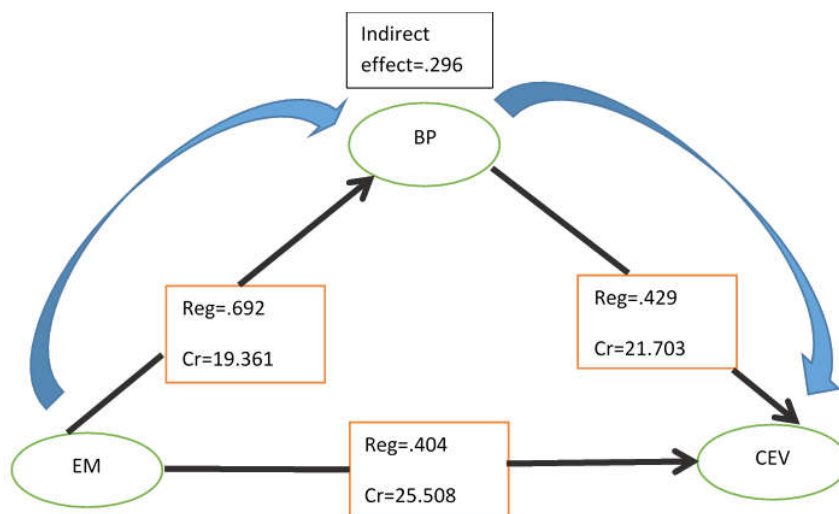 Indirect
effect=.296
BP
Reg=.692
Cr=19.361
Reg=.429
Cr=21.703
EM
Reg=.404
Cr=25.508
CEV